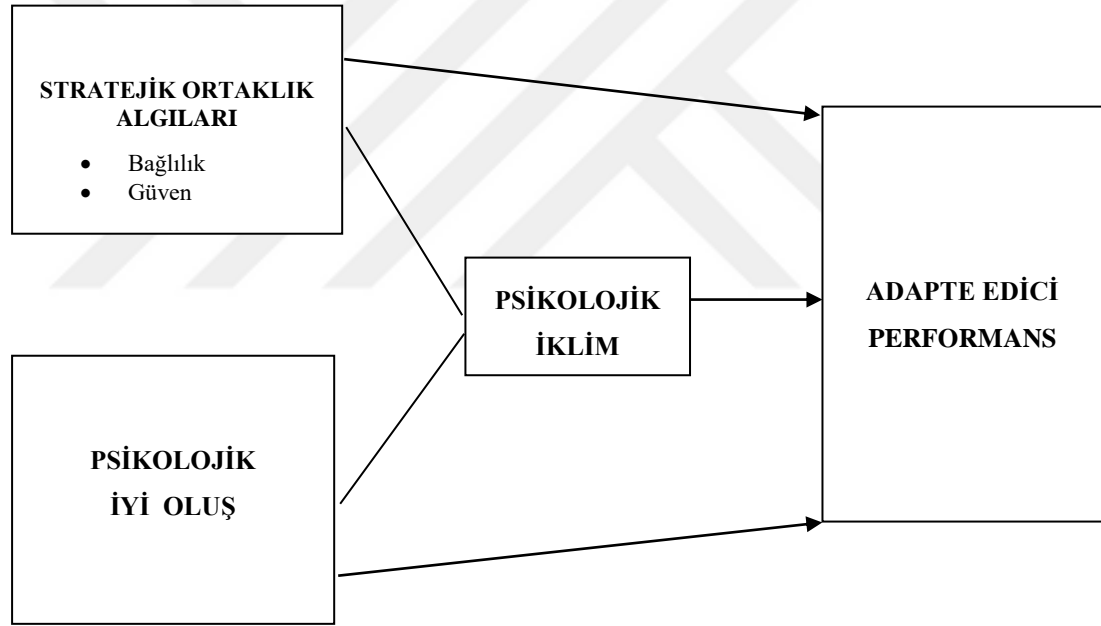 STRATEJİK ORTAKLIK
ALGILARI
• Bağlılık
• Güven
PSİKOLOJİK
İKLİM
ADAPTE EDİCİ
PERFORMANS
PSİKOLOJİK
İYİ OLUŞ